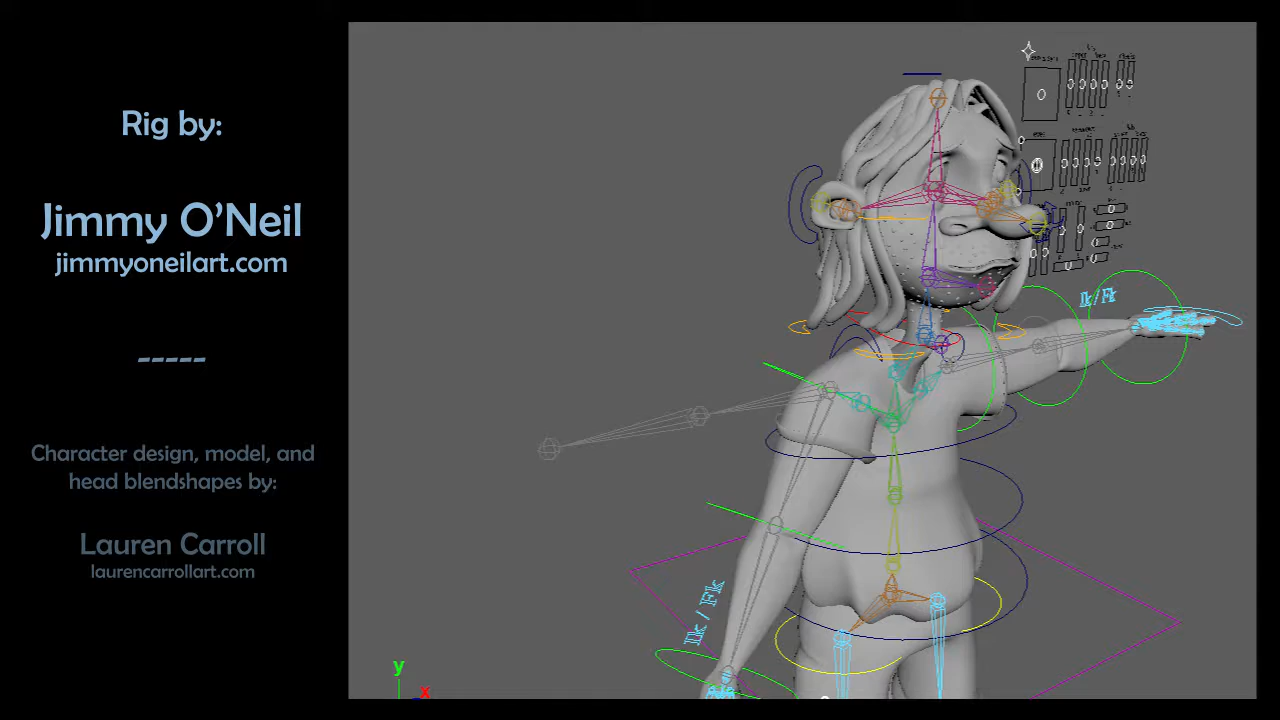 Rig by:
Jimmy O'Neil
jimmyoneilart.com
-----
Character design, model, and
head blendshapes by:
Lauren Carroll
laurencarrollart.com
Ik / Fk
Ik / Fk
y
x